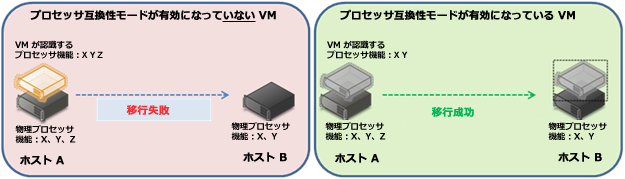 プロセッサ互換性モードが有効になっていない VM
VM が認識する
プロセッサ機能：X Y Z
移行失敗
物理プロセッサ
機能：X、Y、Z
ホスト A
物理プロセッサ
機能：X、Y
ホスト B
プロセッサ互換性モードが有効になっている VM
VM が認識する
プロセッサ機能：X Y
移行成功
物理プロセッサ
機能：X、Y、Z
ホスト A
物理プロセッサ
機能：X、Y
ホスト B